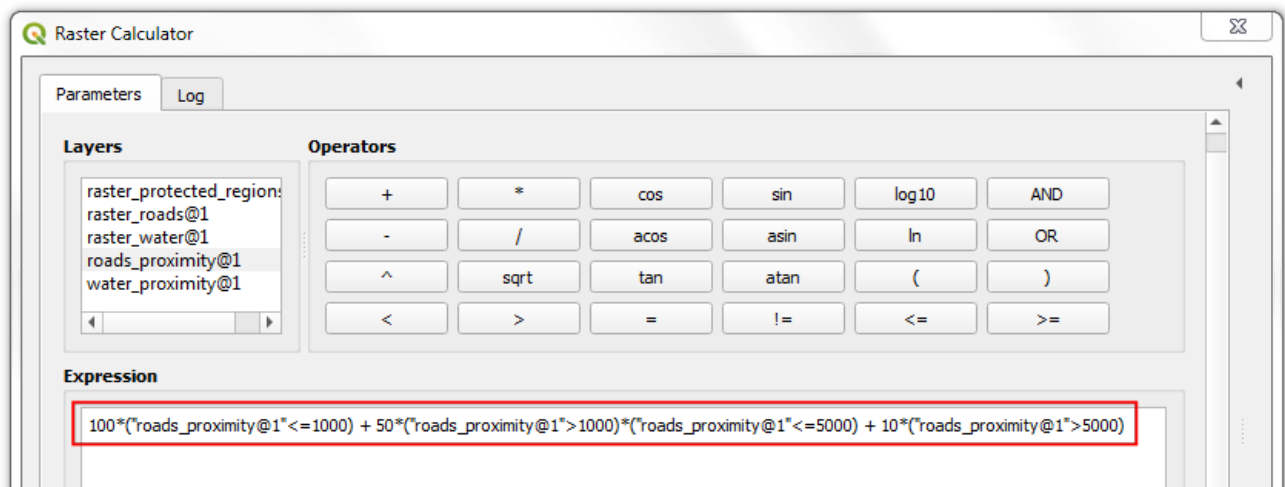 Raster Calculator
Parameters
Log
Layers
Operators
raster_protected_regions
raster_roads@1
raster_water@1
roads_proximity@1
water_proximity@1
+ * cos sin log10 AND
- / acos asin ln OR
^ sqrt tan atan ( )
< > = != <= >=
Expression
100*("roads_proximity@1"<=1000) + 50*("roads_proximity@1">1000)*("roads_proximity@1"<=5000) + 10*("roads_proximity@1">5000)